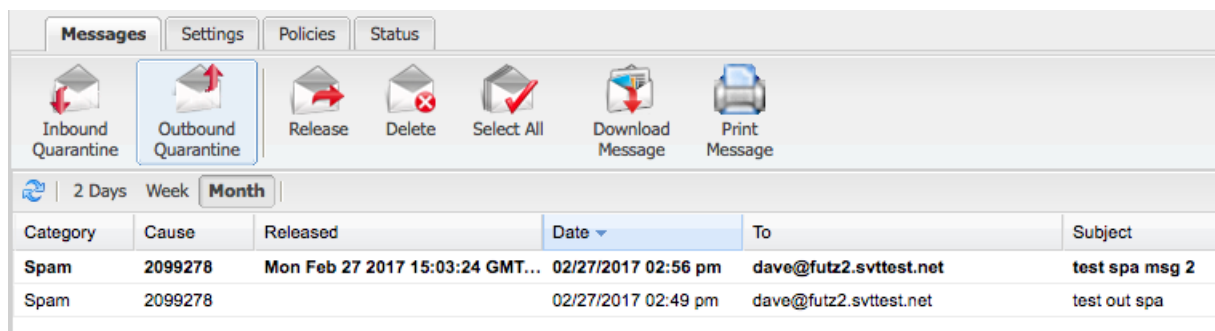 Messages Settings Policies Status
Inbound Quarantine
Outbound Quarantine
Release
Delete
Select All
Download Message
Print Message
2 Days Week Month
Category Cause Released Date To Subject
Spam 2099278 Mon Feb 27 2017 15:03:24 GMT... 02/27/2017 02:56 pm dave@futz2.svttest.net test spa msg 2
Spam 2099278 02/27/2017 02:49 pm dave@futz2.svttest.net test out spa